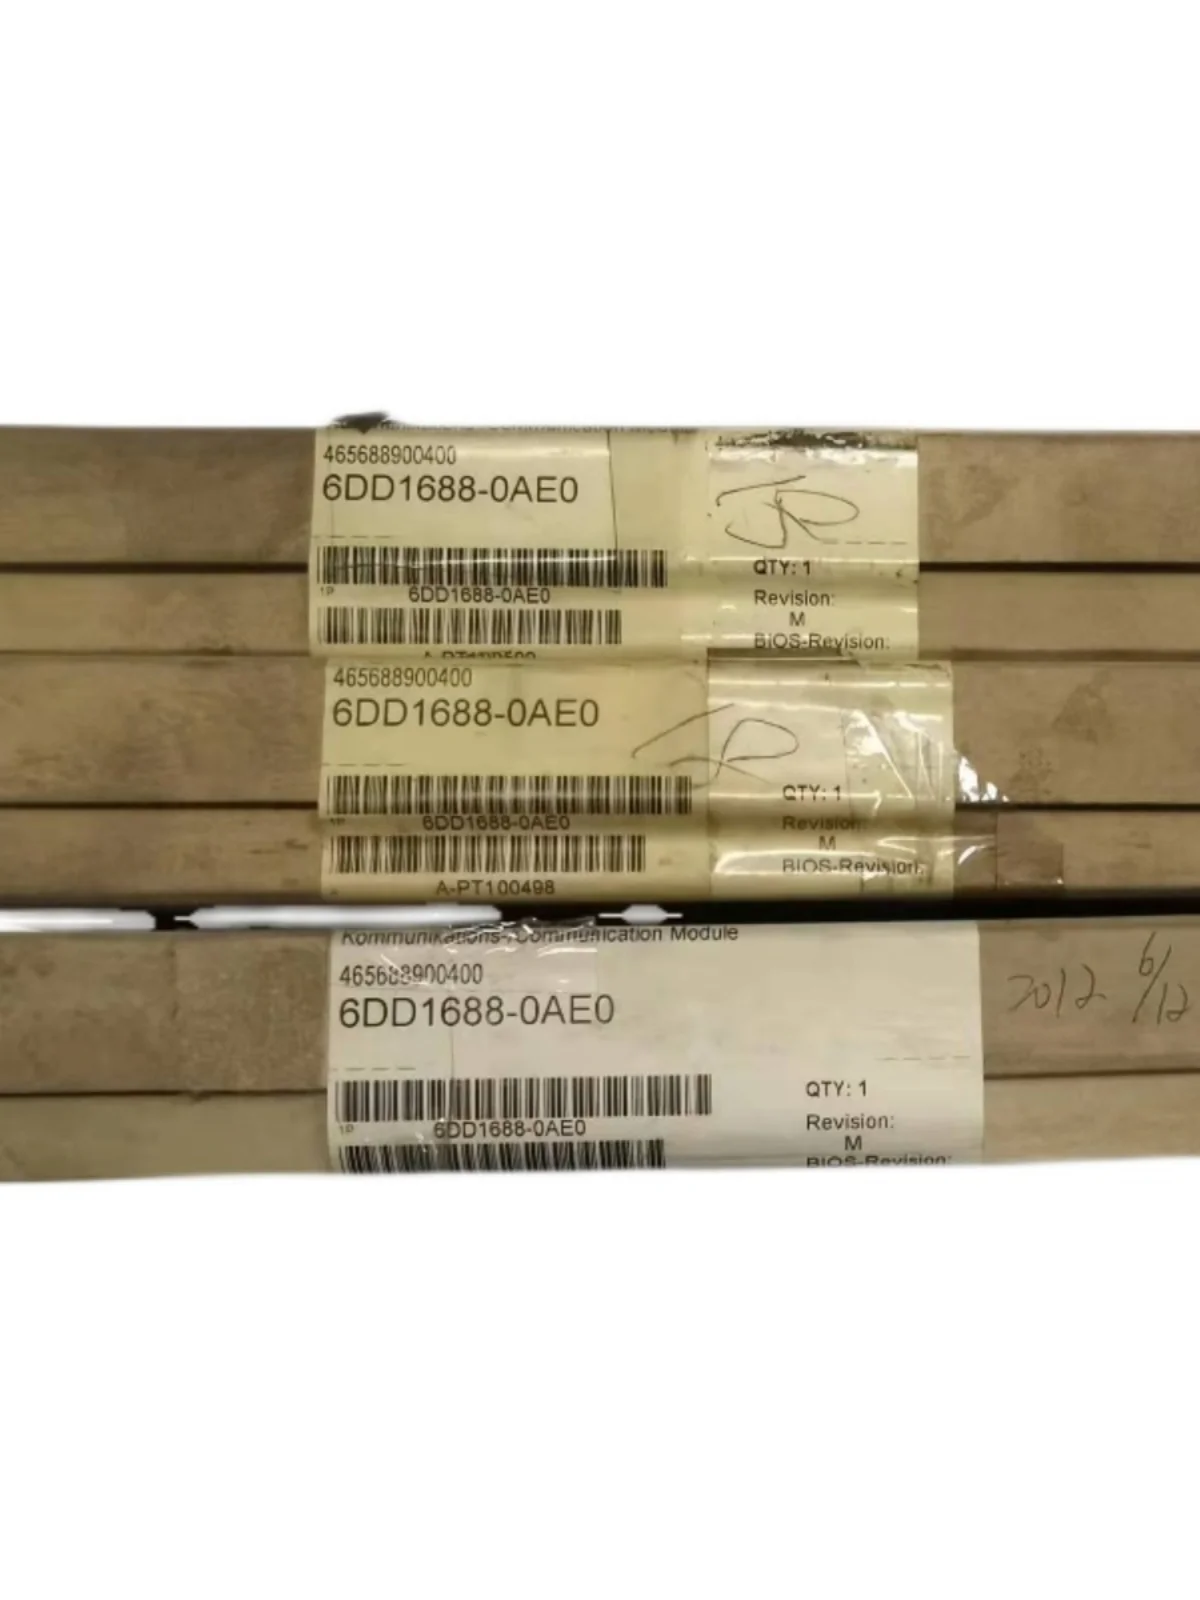 465688900400
6DD1688-0AE0
QTY: 1
1P
6DD1688-0AE0
Revision:
M
BIOS-Revision:
465688900400
6DD1688-0AE0
QTY: 1
1P
6DD1688-0AE0
Revision:
M
BIOS-Revision:
A-PT100498
Kommunikations-/Communication Module
465688900400
6DD1688-0AE0
2012 6/12
QTY: 1
1P
6DD1688-0AE0
Revision:
M
BIOS-Revision: